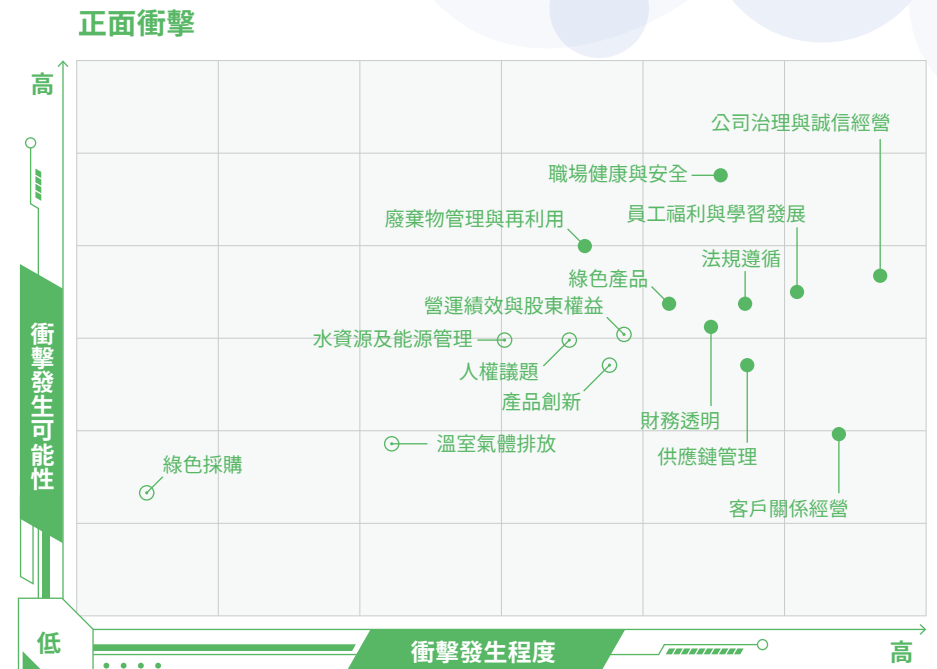 正面衝擊
高
公司治理與誠信經營
職場健康與安全
廢棄物管理與再利用
員工福利與學習發展
法規遵循
綠色產品
營運績效與股東權益
水資源及能源管理
人權議題
產品創新
財務透明
溫室氣體排放
供應鏈管理
綠色採購
客戶關係經營
衝擊發生可能性
低
衝擊發生程度
高